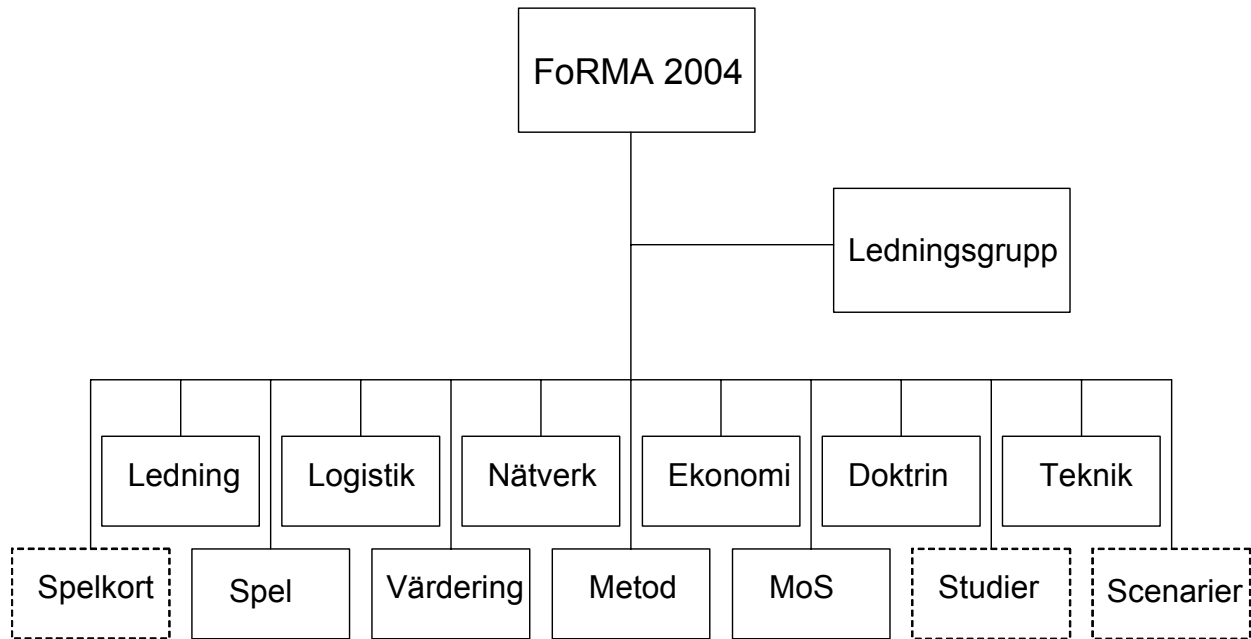 FoRMA 2004
Ledningsgrupp
Ledning
Logistik
Nätverk
Ekonomi
Doktrin
Teknik
Spelkort
Spel
Värdering
Metod
MoS
Studier
Scenarier